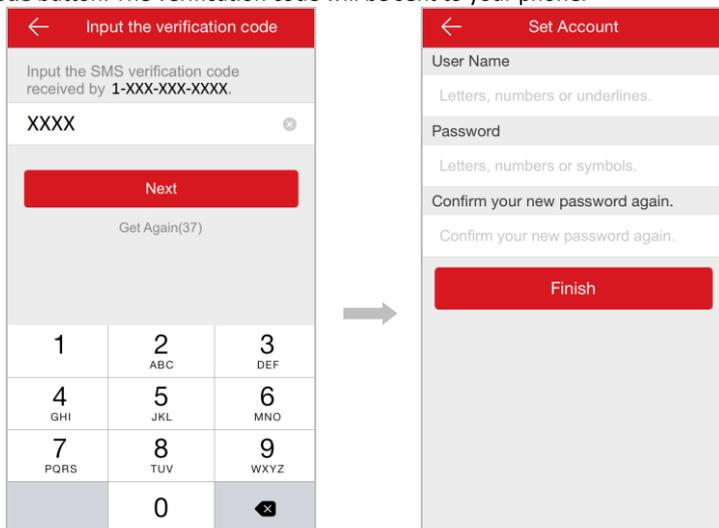 Input the verification code
Input the SMS verification code
received by 1-XXX-XXX-XXXX.
XXXX
Next
Get Again(37)
1
2
ABC
3
DEF
4
GHI
5
JKL
6
MNO
7
PQRS
8
TUV
9
WXYZ
0
Set Account
User Name
Letters, numbers or underlines.
Password
Letters, numbers or symbols.
Confirm your new password again.
Confirm your new password again.
Finish